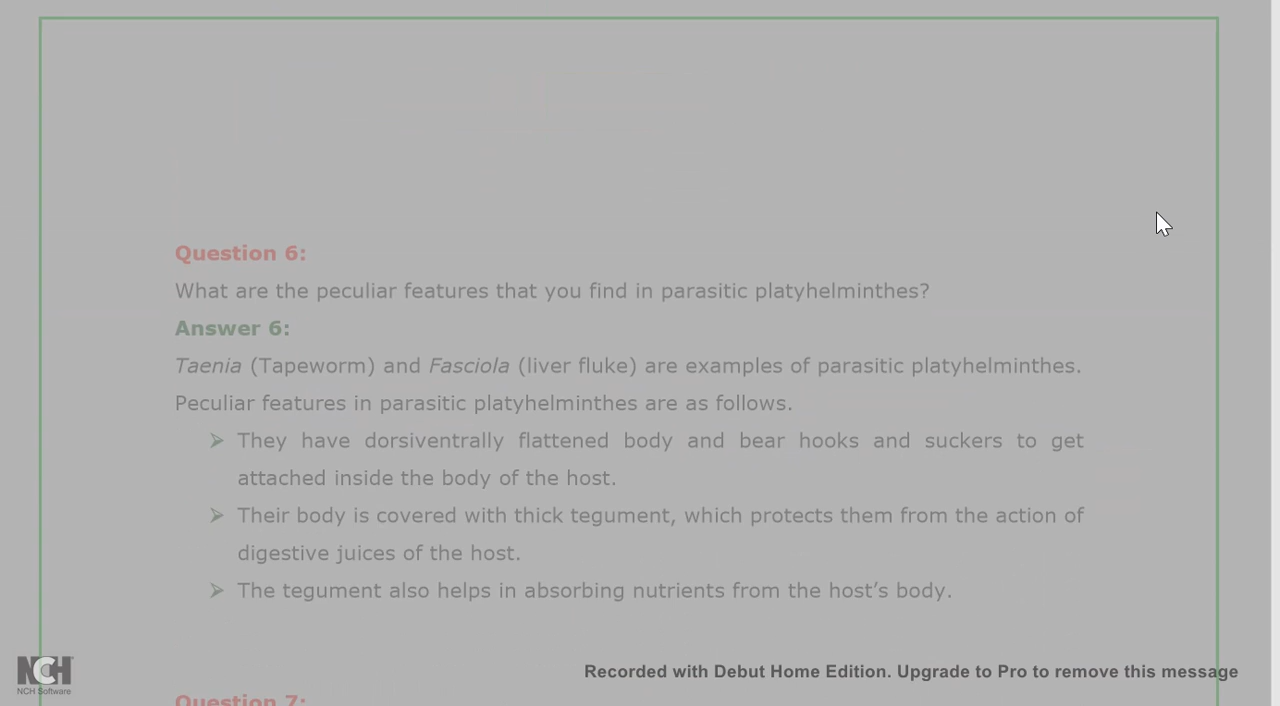 Question 6:
What are the peculiar features that you find in parasitic platyhelminthes?
Answer 6:
Taenia (Tapeworm) and Fasciola (liver fluke) are examples of parasitic platyhelminthes.
Peculiar features in parasitic platyhelminthes are as follows.
➢ They have dorsiventrally flattened body and bear hooks and suckers to get
attached inside the body of the host.
➢ Their body is covered with thick tegument, which protects them from the action of
digestive juices of the host.
➢ The tegument also helps in absorbing nutrients from the host’s body.
NCH
NCH Software
Recorded with Debut Home Edition. Upgrade to Pro to remove this message
Question 7: